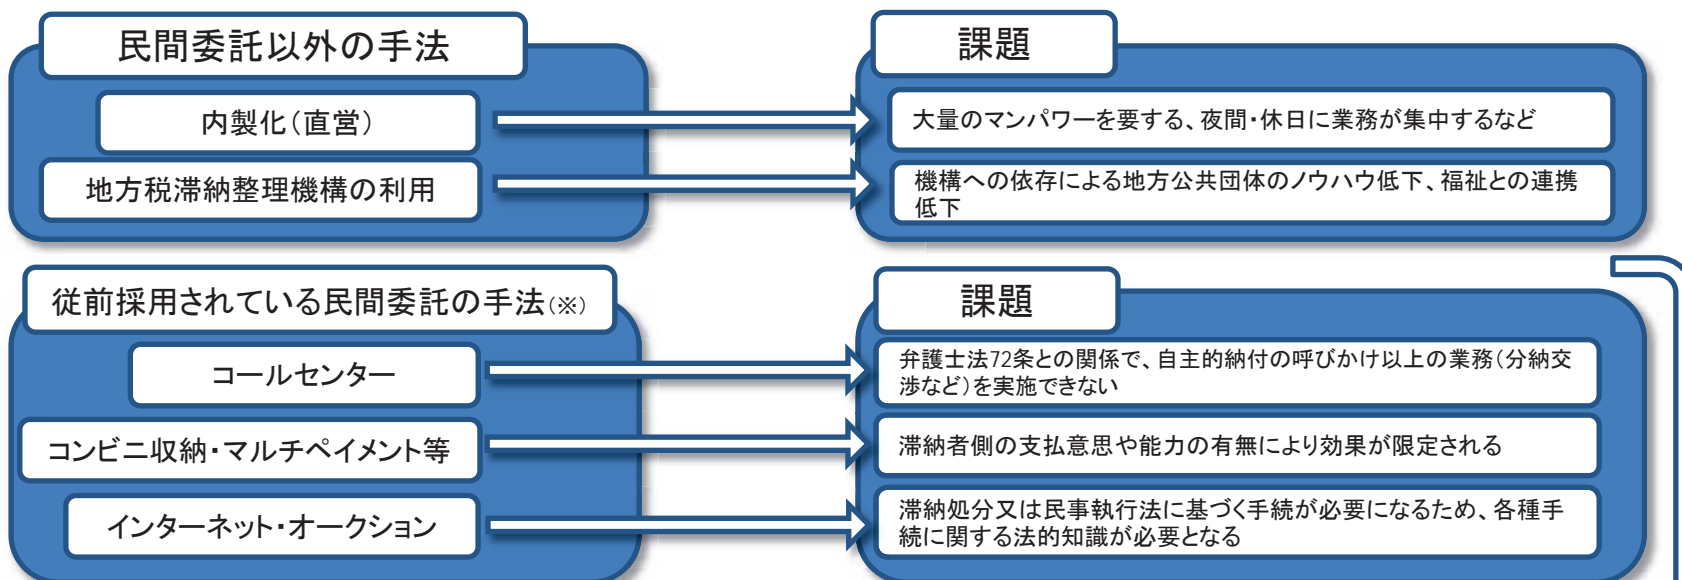 民間委託以外の手法
課題
内製化(直営)
大量のマンパワーを要する、夜間・休日に業務が集中するなど
地方税滞納整理機構の利用
機構への依存による地方公共団体のノウハウ低下、福祉との連携
低下
従前採用されている民間委託の手法(※)
課題
コールセンター
弁護士法72条との関係で、自主的納付の呼びかけ以上の業務(分納交
渉など)を実施できない
コンビニ収納・マルチペイメント等
滞納者側の支払意思や能力の有無により効果が限定される
インターネット・オークション
滞納処分又は民事執行法に基づく手続が必要になるため、各種手
続に関する法的知識が必要となる